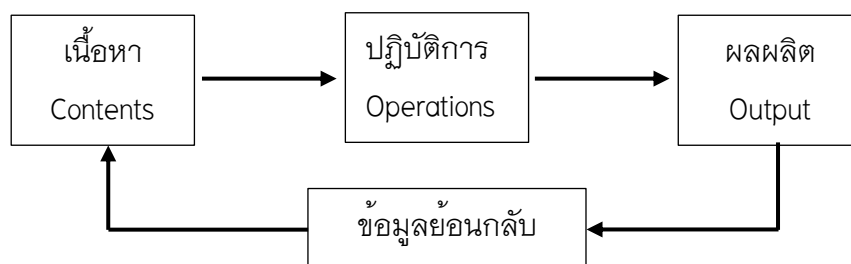 เนื้อหา
Contents
ปฏิบัติการ
Operations
ผลผลิต
Output
ข้อมูลย้อนกลับ